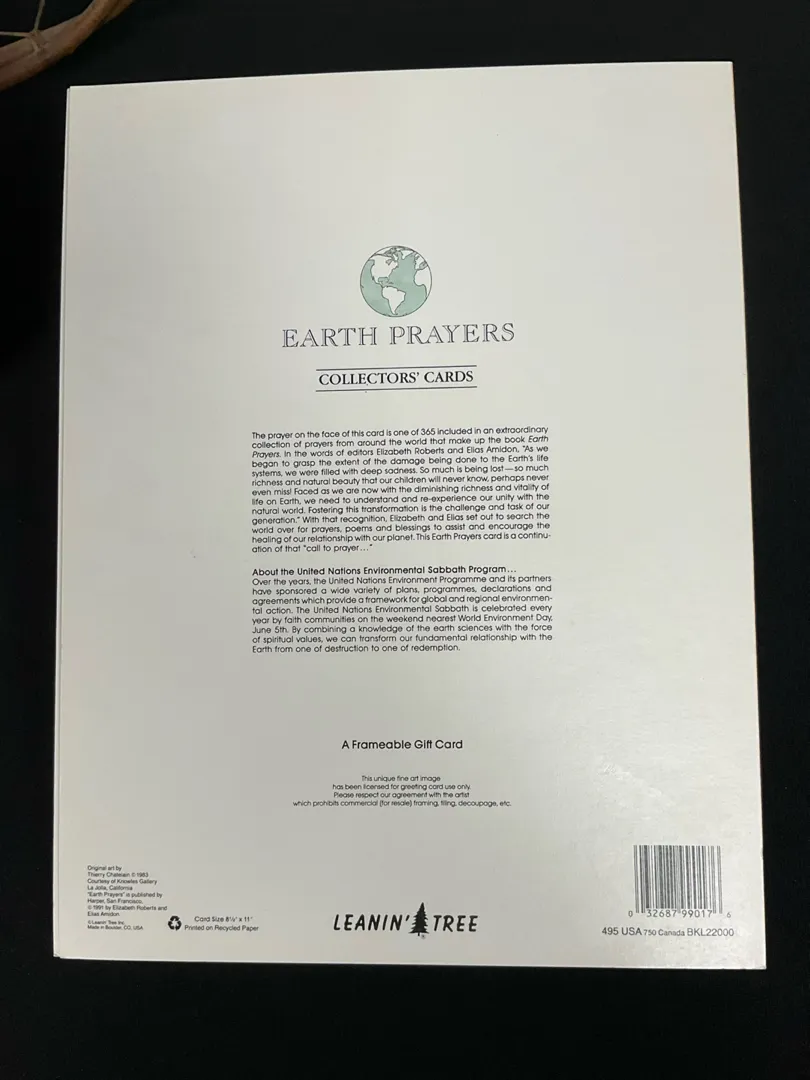 EARTH PRAYERS
COLLECTORS' CARDS
The prayer on the face of this card is one of 365 included in an extraordinary
collection of prayers from around the world that make up the book Earth
Prayers. In the words of editors Elizabeth Roberts and Elias Amidon, "As we
began to grasp the extent of the damage being done to the Earth's life
systems, we were filled with deep sadness. So much is being lost—so much
richness and natural beauty that our children will never know, perhaps never
even miss! Faced as we are now with the diminishing richness and vitality of
life on Earth, we need to understand and re-experience our unity with the
natural world. Fostering this transformation is the challenge and task of our
generation." With that recognition, Elizabeth and Elias set out to search the
world over for prayers, poems and blessings to assist and encourage the
healing of our relationship with our planet. This Earth Prayers card is a continu-
ation of that "call to prayer..."
About the United Nations Environmental Sabbath Program...
Over the years, the United Nations Environment Programme and its partners
have sponsored a wide variety of plans, programmes, declarations and
agreements which provide a framework for global and regional environmen-
tal action. The United Nations Environmental Sabbath is celebrated every
year by faith communities on the weekend nearest World Environment Day,
June 5th. By combining a knowledge of the earth sciences with the force
of spiritual values, we can transform our fundamental relationship with the
Earth from one of destruction to one of redemption.
A Frameable Gift Card
This unique fine art image
has been licensed for greeting card use only.
Please respect our agreement with the artist
which prohibits commercial (for resale) framing, tiling, decoupage, etc.
Original art by
Thierry Chatelain © 1983
Courtesy of Knowles Gallery
La Jolla, California
"Earth Prayers" is published by
Harper, San Francisco,
© 1991 by Elizabeth Roberts and
Elias Amidon.
© Leanin' Tree Inc.
Made in Boulder, CO, USA
Card Size 8½" x 11"
Printed on Recycled Paper
LEANIN' TREE
®
0 32687 99017 6
495 USA 750 Canada BKL22000